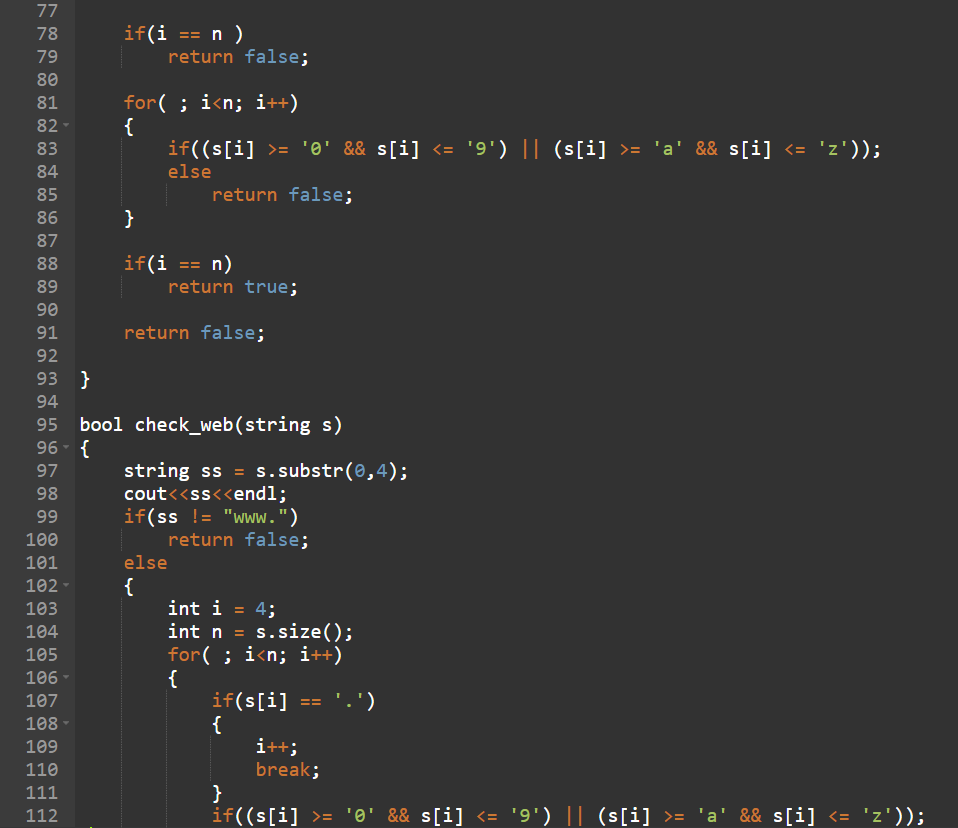 77
78     if(i == n )
79         return false;
80
81     for( ; i<n; i++)
82     {
83         if((s[i] >= '0' && s[i] <= '9') || (s[i] >= 'a' && s[i] <= 'z'));
84         else
85             return false;
86     }
87
88     if(i == n)
89         return true;
90
91     return false;
92
93 }
94
95 bool check_web(string s)
96 {
97     string ss = s.substr(0,4);
98     cout<<ss<<endl;
99     if(ss != "www.")
100         return false;
101     else
102     {
103         int i = 4;
104         int n = s.size();
105         for( ; i<n; i++)
106         {
107             if(s[i] == '.')
108             {
109                 i++;
110                 break;
111             }
112             if((s[i] >= '0' && s[i] <= '9') || (s[i] >= 'a' && s[i] <= 'z'));